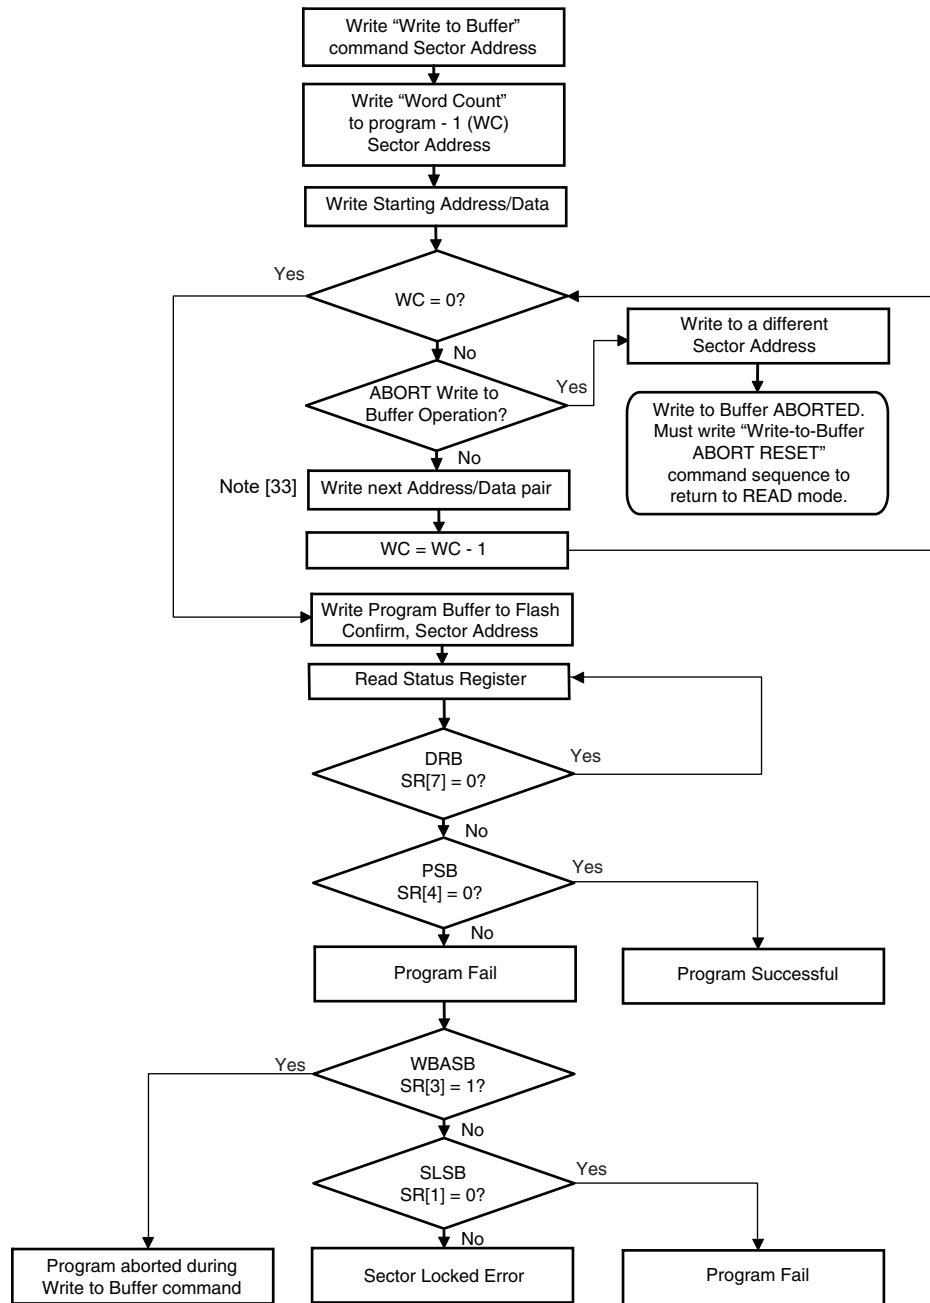 Write “Write to Buffer”
command Sector Address
Write “Word Count”
to program - 1 (WC)
Sector Address
Write Starting Address/Data
Yes
WC = 0?
No
Write to a different
Sector Address
ABORT Write to
Buffer Operation?
Yes
Write to Buffer ABORTED.
Must write “Write-to-Buffer
ABORT RESET”
command sequence to
return to READ mode.
No
Note [33]
Write next Address/Data pair
WC = WC - 1
Write Program Buffer to Flash
Confirm, Sector Address
Read Status Register
DRB
SR[7] = 0?
Yes
No
PSB
SR[4] = 0?
Yes
No
Program Fail
Program Successful
Yes
WBASB
SR[3] = 1?
No
SLSB
SR[1] = 0?
Yes
No
Program aborted during
Write to Buffer command
Sector Locked Error
Program Fail